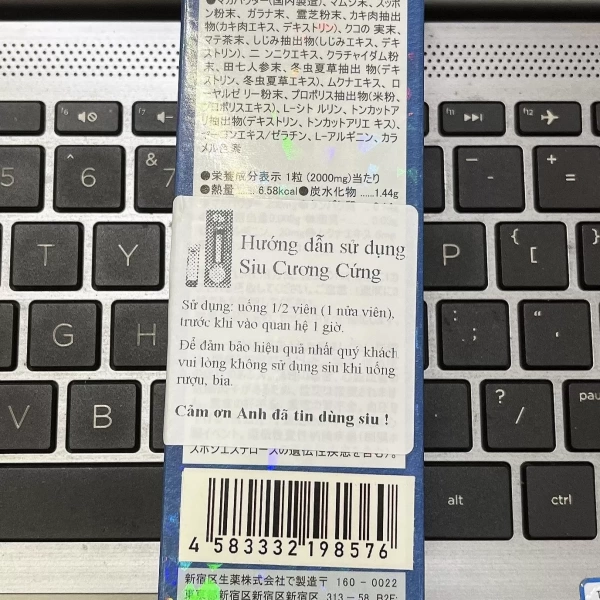 ●マカパウダー(国内製造)、マムシ末、スッポ
ン粉末、ガラナ末、霊芝粉末、カキ肉抽出
物(カキ肉エキス、デキストリン)、クコの 実末、
マテ茶末、しじみ抽出物(しじみエキス、デキ
ストリン)、ニ ンニクエキス、クラチャイダム粉
末、田七人参末、冬虫夏草抽出 物(デキ
ストリン、冬虫夏草エキス)、ムクナエキス、ロ
ーヤルゼ リー粉末、プロポリス抽出物(米粉、
プロポリスエキス)、L-シト ルリン、トンカットア
リ抽出物(デキストリン、トンカットアリエ キス)、
エキス/ゼラチン、L-アルギニン、カラ
メル色素
●栄養成分表示 1粒 (2000mg)当たり
●熱量 6.58kcal●炭水化物 ......1.44g
Hướng dẫn sử dụng
Siu Cương Cứng
Sử dụng: uống 1/2 viên (1 nửa viên),
trước khi vào quan hệ 1 giờ.
Để đảm bảo hiệu quả nhất quý khách
vui lòng không sử dụng siu khi uống
rượu, bia.
Cảm ơn Anh đã tin dùng siu !
4 583332 198576
新宿区生薬株式会社で製造〒 160-0022
東京都新宿区新宿区新宿 313-58 B2F
f6
f7
f11
f12
5
6
7
T
Y
P
{
[
G
H
:
;
"
'
V
B
?
/
pau
alt
ctrl